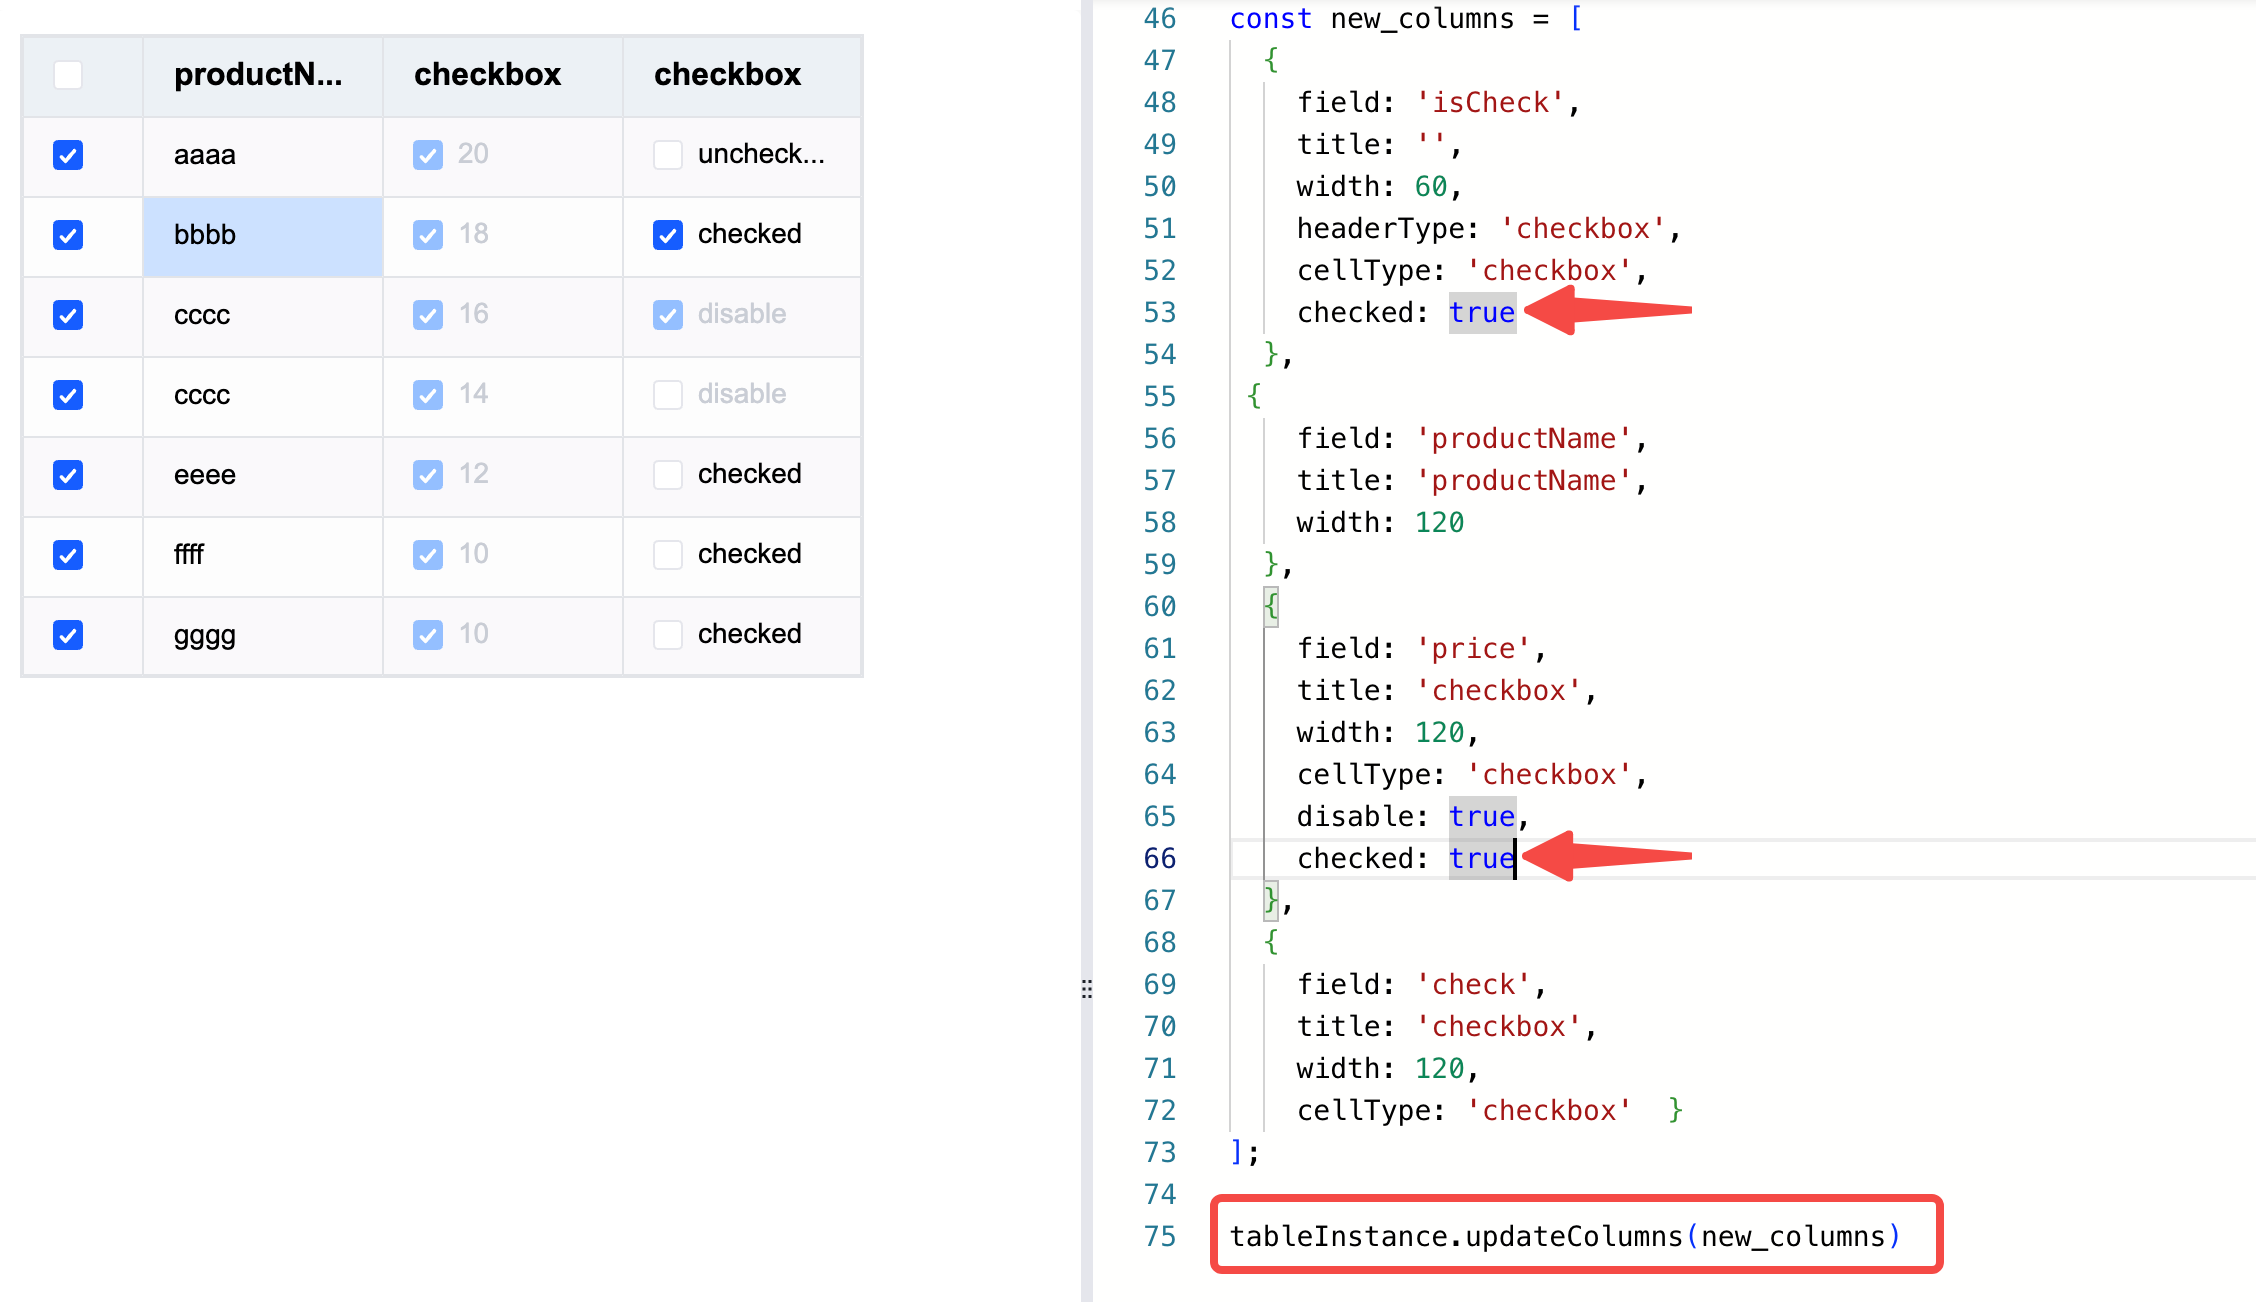 productN... checkbox checkbox
aaaa 20 uncheck...
bbbb 18 checked
cccc 16 disable
cccc 14 disable
eeee 12 checked
ffff 10 checked
gggg 10 checked
46 const new_columns = [
47 {
48 field: 'isCheck',
49 title: '',
50 width: 60,
51 headerType: 'checkbox',
52 cellType: 'checkbox',
53 checked: true
54 },
55 {
56 field: 'productName',
57 title: 'productName',
58 width: 120
59 },
60 {
61 field: 'price',
62 title: 'checkbox',
63 width: 120,
64 cellType: 'checkbox',
65 disable: true,
66 checked: true
67 },
68 {
69 field: 'check',
70 title: 'checkbox',
71 width: 120,
72 cellType: 'checkbox' }
73 ];
74
75 tableInstance.updateColumns(new_columns)